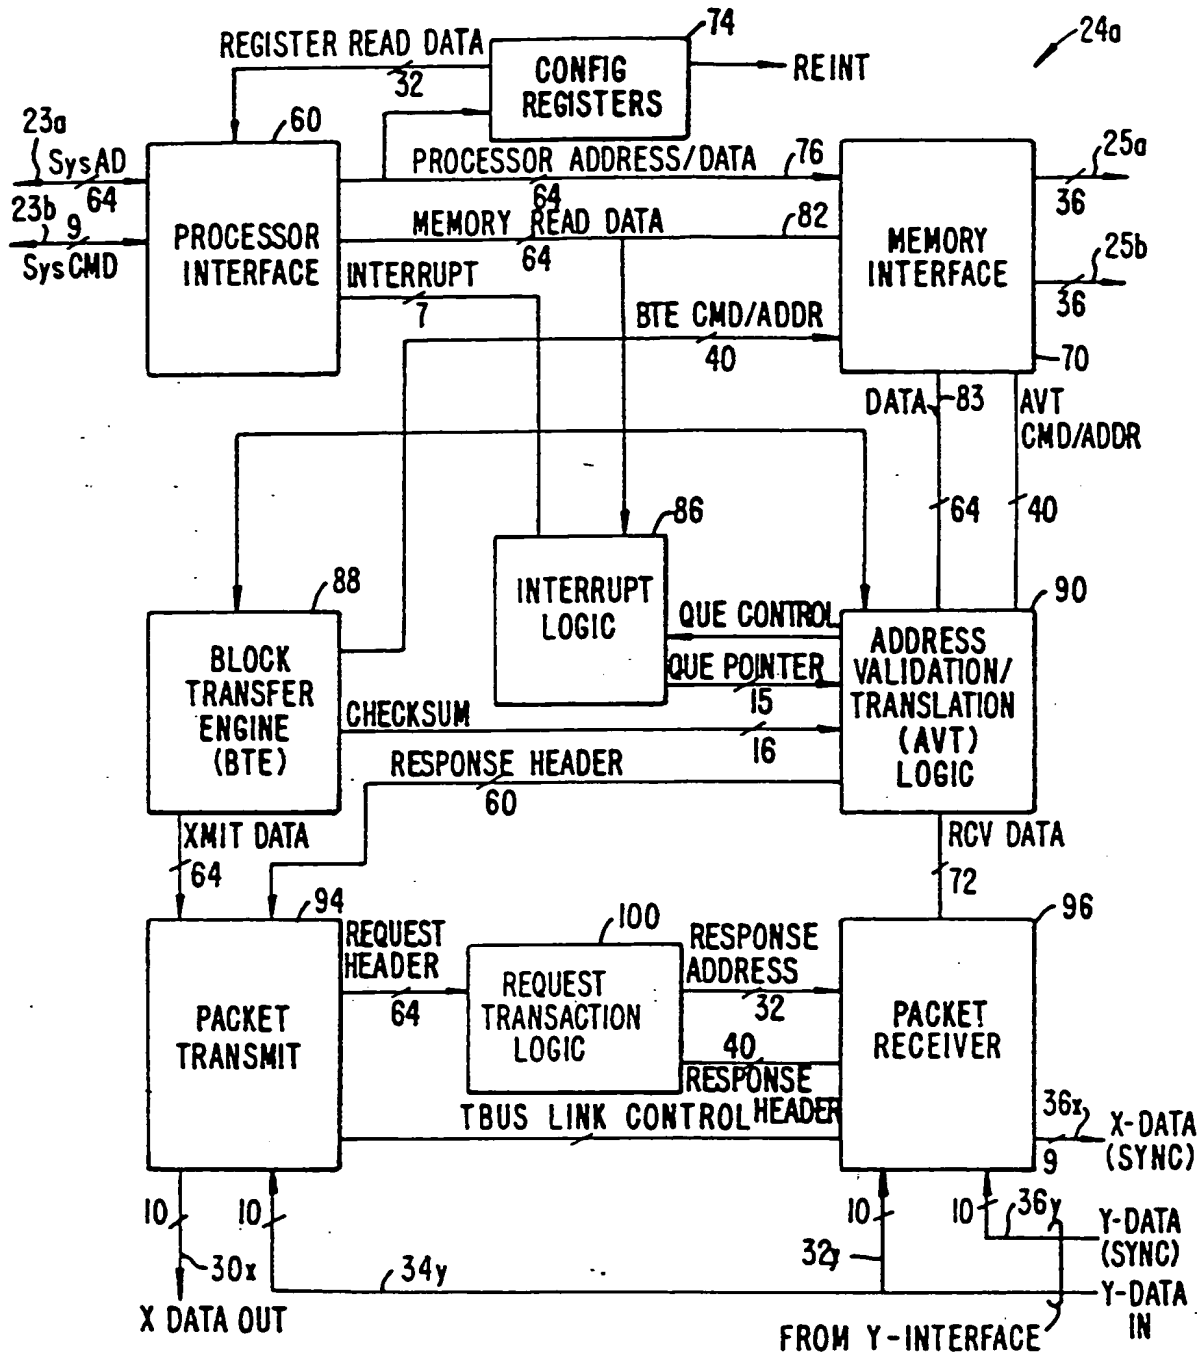 74
24a
REGISTER READ DATA
32
CONFIG
REGISTERS
REINT
23a
60
SysAD
64
PROCESSOR ADDRESS/DATA
64
76
25a
36
23b
9
SysCMD
PROCESSOR
INTERFACE
MEMORY READ DATA
64
82
MEMORY
INTERFACE
25b
36
INTERRUPT
7
BTE CMD/ADDR
40
70
DATA
83
AVT
CMD/ADDR
64
40
86
INTERRUPT
LOGIC
88
90
QUE CONTROL
QUE POINTER
15
BLOCK
TRANSFER
ENGINE
(BTE)
ADDRESS
VALIDATION/
TRANSLATION
(AVT)
LOGIC
CHECKSUM
16
RESPONSE HEADER
60
XMIT DATA
64
RCV DATA
72
94
100
96
REQUEST
HEADER
64
RESPONSE
ADDRESS
32
PACKET
TRANSMIT
REQUEST
TRANSACTION
LOGIC
PACKET
RECEIVER
40
RESPONSE
HEADER
TBUS LINK CONTROL
36x
9
X-DATA
(SYNC)
10
10
10
10
36y
Y-DATA
(SYNC)
30x
34y
32y
Y-DATA
IN
X DATA OUT
FROM Y-INTERFACE